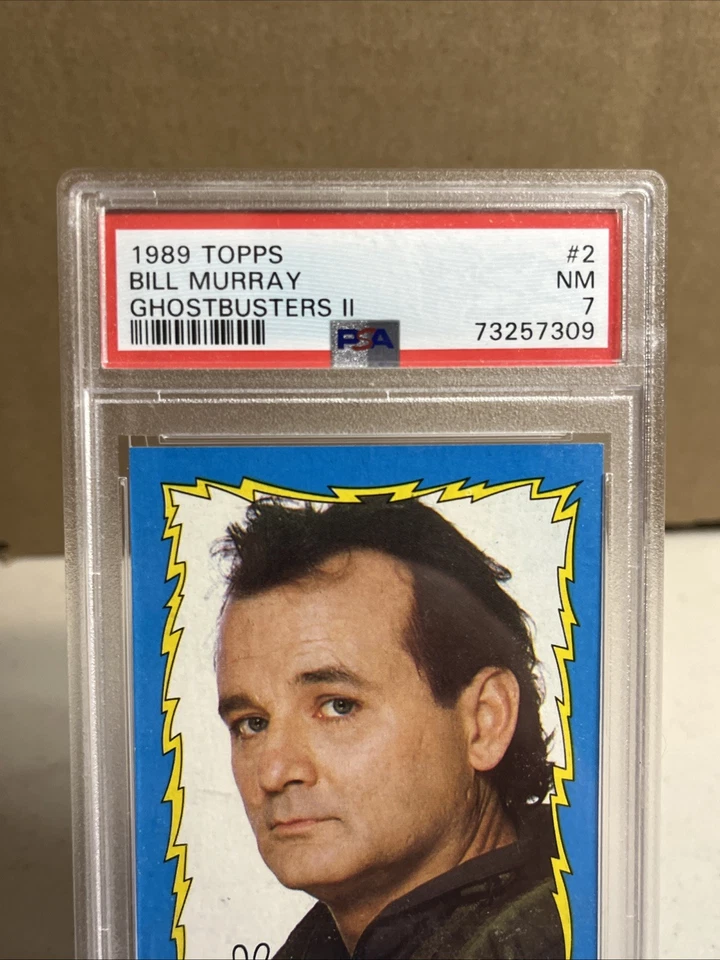 1989 TOPPS #2
BILL MURRAY NM
GHOSTBUSTERS II 7
PSA 73257309